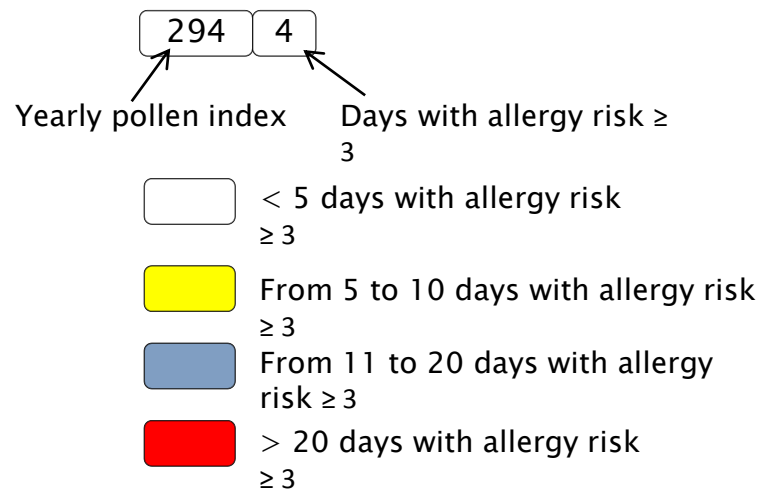 294 4
Yearly pollen index Days with allergy risk ≥
3
< 5 days with allergy risk
≥ 3
From 5 to 10 days with allergy risk
≥ 3
From 11 to 20 days with allergy
risk ≥ 3
> 20 days with allergy risk
≥ 3